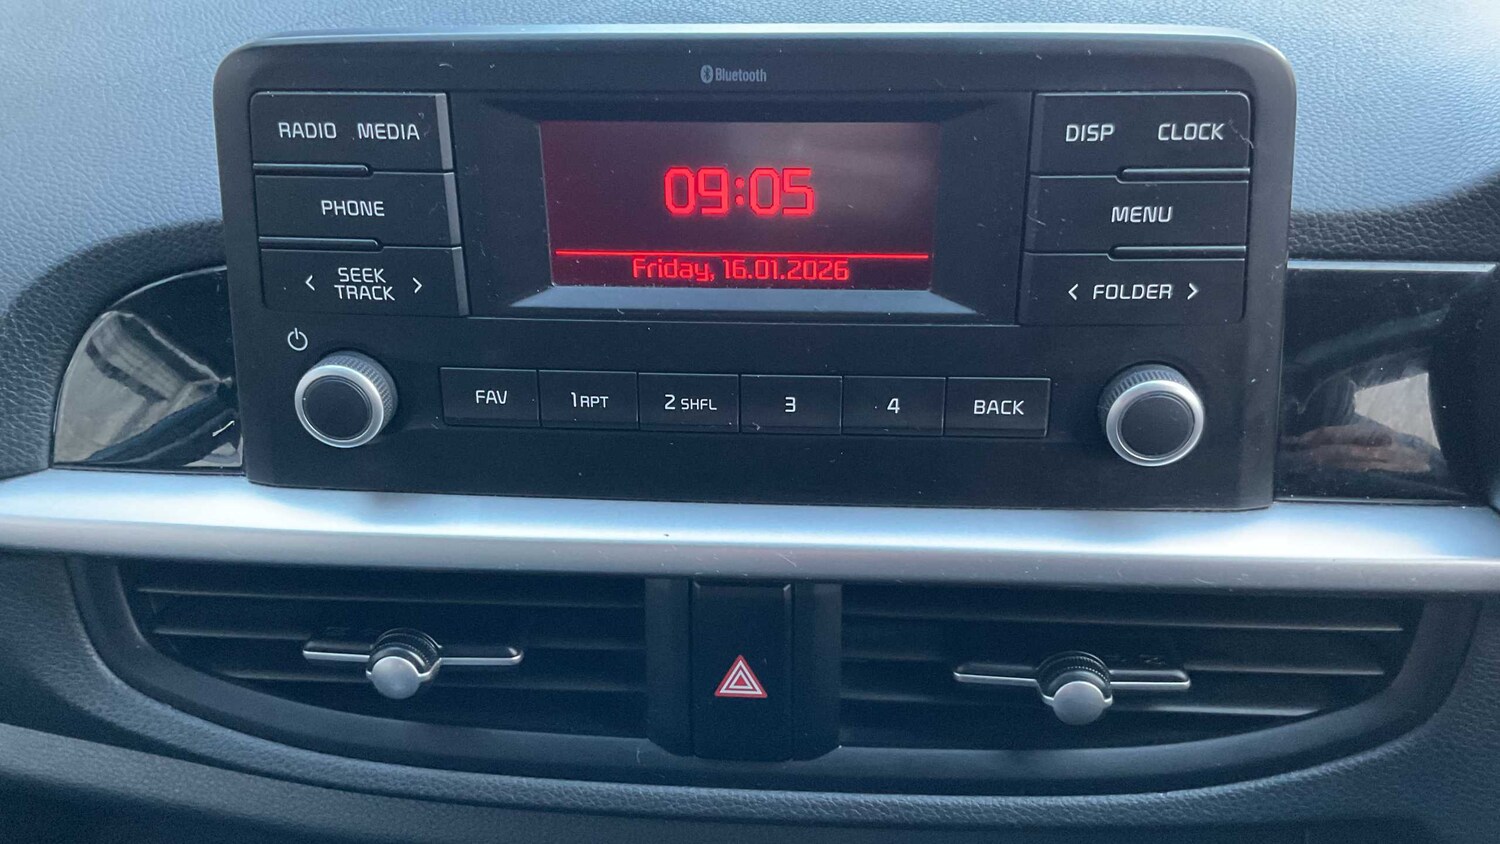 Bluetooth
RADIO MEDIA
PHONE
< SEEK TRACK >
09:05
Friday, 16.01.2026
DISP CLOCK
MENU
< FOLDER >
FAV 1 RPT 2 SHFL 3 4 BACK